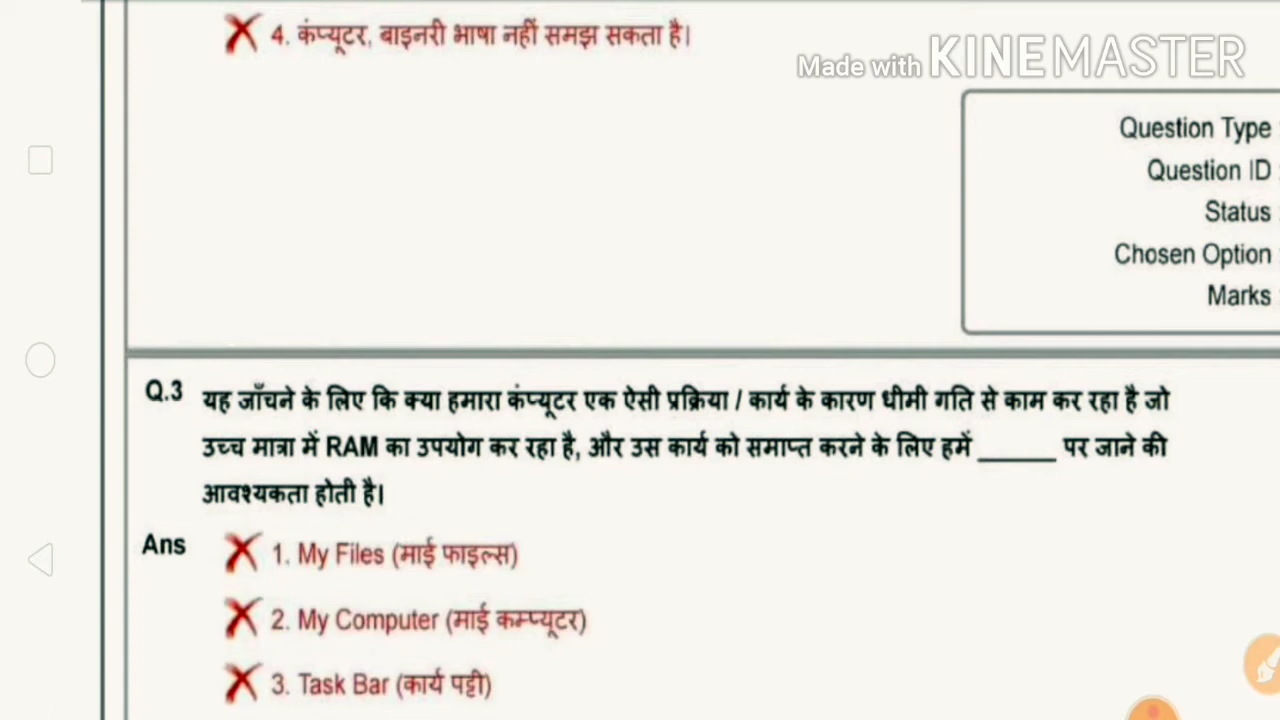 4. कंप्यूटर, बाइनरी भाषा नहीं समझ सकता है।
Made with KINEMASTER
Question Type :
Question ID :
Status :
Chosen Option :
Marks :
Q.3 यह जाँचने के लिए कि क्या हमारा कंप्यूटर एक ऐसी प्रक्रिया / कार्य के कारण धीमी गति से काम कर रहा है जो
उच्च मात्रा में RAM का उपयोग कर रहा है, और उस कार्य को समाप्त करने के लिए हमें ______ पर जाने की
आवश्यकता होती है।
Ans 1. My Files (माई फाइल्स)
2. My Computer (माई कम्प्यूटर)
3. Task Bar (कार्य पट्टी)